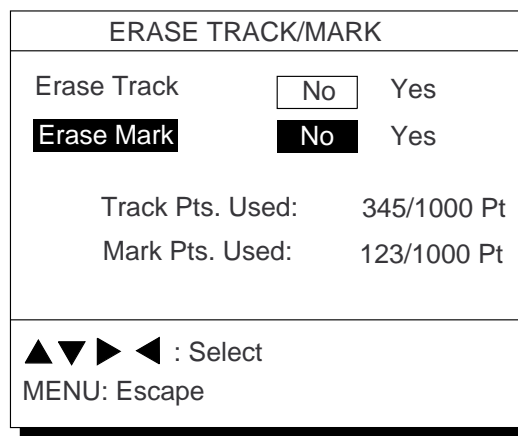 ERASE TRACK/MARK
Erase Track No Yes
Erase Mark No Yes
Track Pts. Used: 345/1000 Pt
Mark Pts. Used: 123/1000 Pt
▲▼▶◀ : Select
MENU: Escape